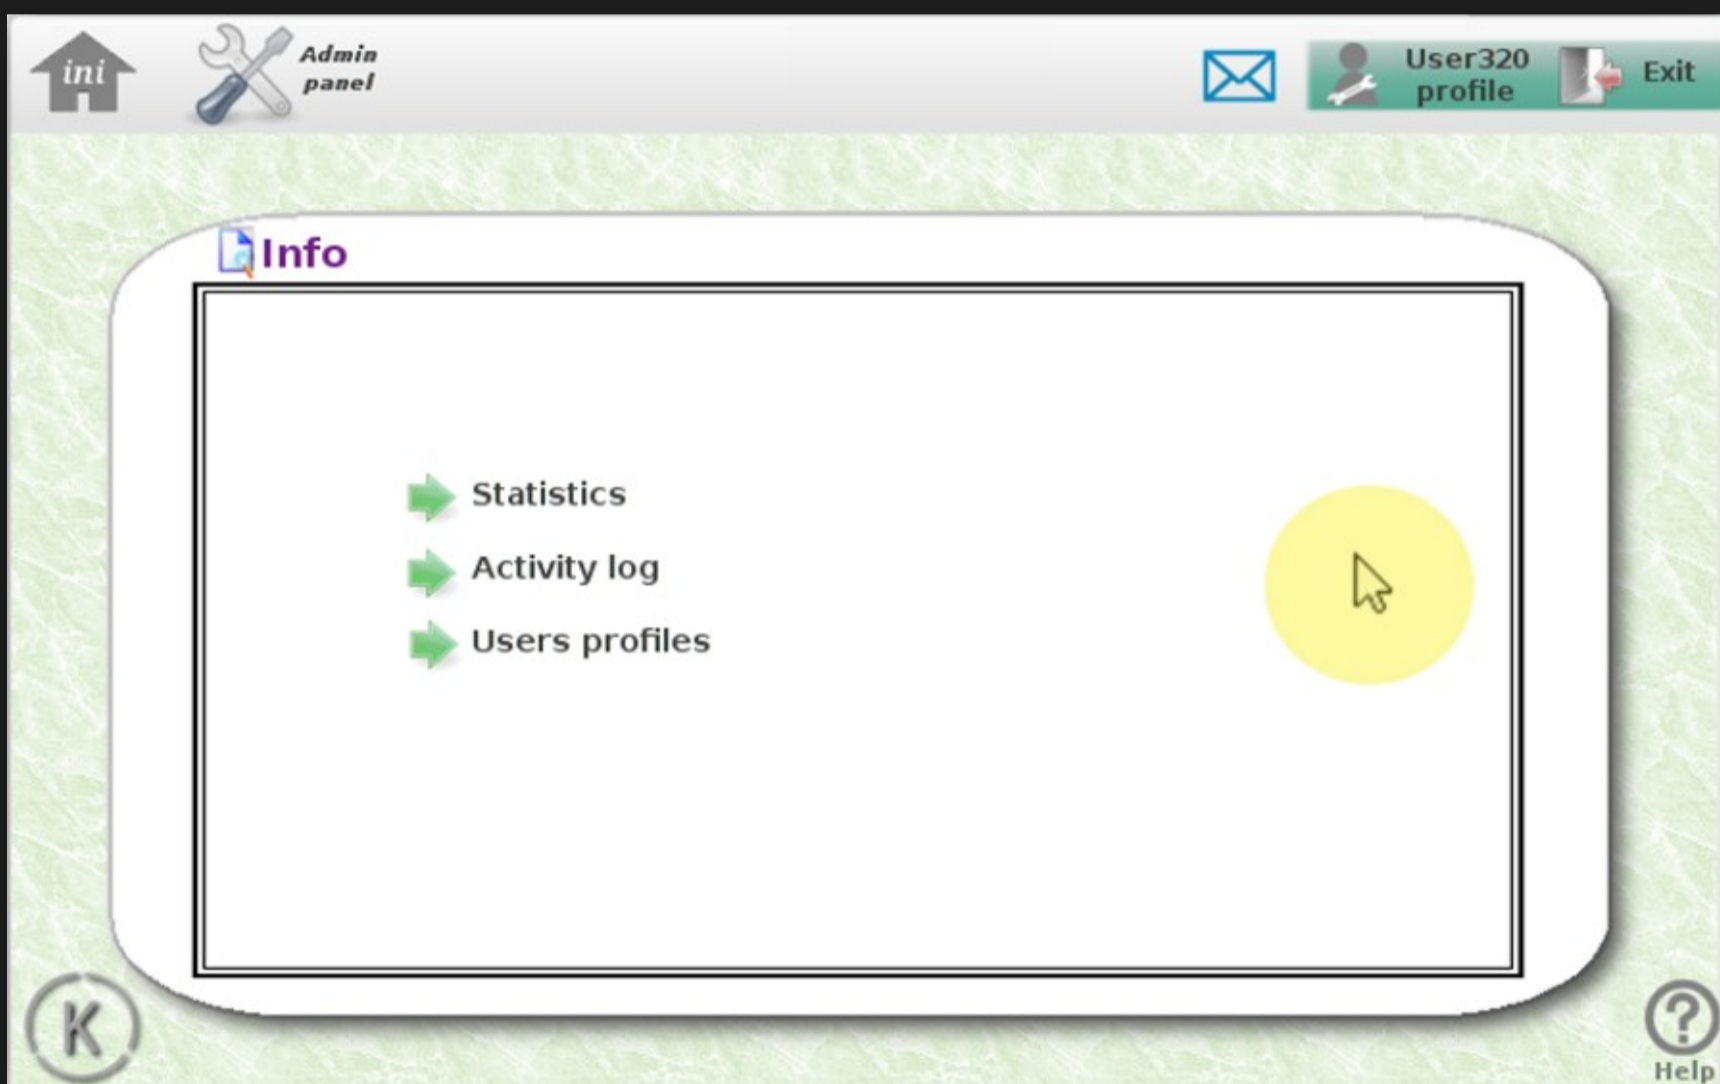 ini
Admin
panel
User320
profile
Exit
Info
Statistics
Activity log
Users profiles
K
?
Help